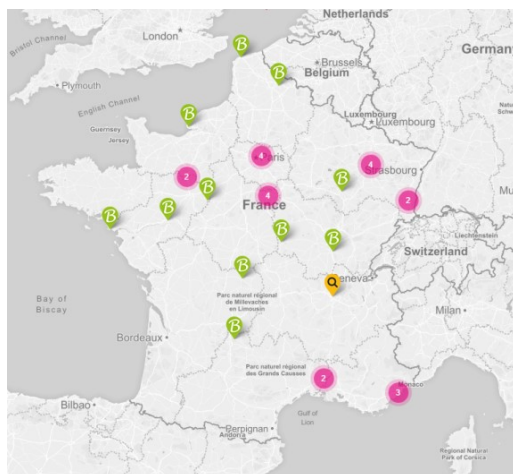 Netherlands
Bristol Channel
London
Germany
Brussels
Belgium
Plymouth
English Channel
Luxembourg
Luxembourg
Guernsey
Jersey
4
Paris
4
Strasbourg
2
2
4
France
Liechtenstein
Switzerland
Geneva
Bay of
Biscay
Parc naturel régional
de Millevaches
en Limousin
Milan
Bordeaux
Parc naturel régional
des Grands Causses
2
3
Monaco
Bilbao
Gulf of
Lion
Perpignan
Andorra
Regional Natural
Park of Corsica
B
B
B
B
B
B
B
B
B
B
B